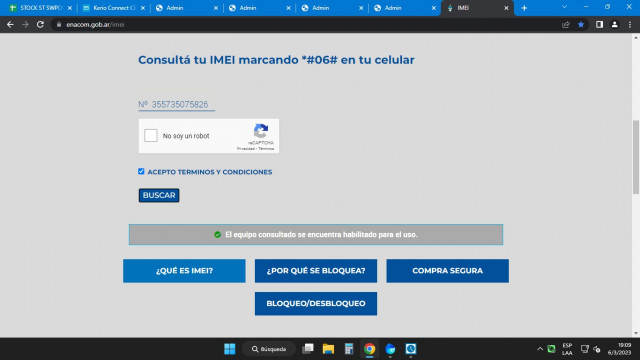 STOCK ST SWPO
Kerio Connect
Admin
Admin
Admin
Admin
IMEI
enacom.gob.ar/imei
Consultá tu IMEI marcando *#06# en tu celular
Nº 355735075826
No soy un robot
reCAPTCHA
Privacidad - Términos
ACEPTO TERMINOS Y CONDICIONES
BUSCAR
El equipo consultado se encuentra habilitado para el uso.
¿QUÉ ES IMEI?
¿POR QUÉ SE BLOQUEA?
COMPRA SEGURA
BLOQUEO/DESBLOQUEO
Búsqueda
ESP
LAA
19:09
6/3/2023